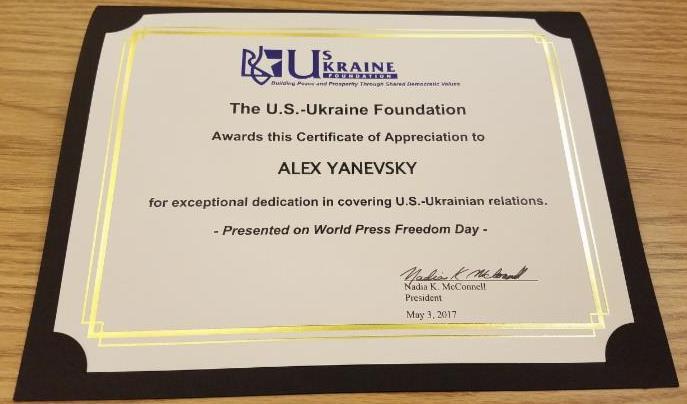 US
UKRAINE
FOUNDATION
Building Peace and Prosperity Through Shared Democratic Values
The U.S.-Ukraine Foundation
Awards this Certificate of Appreciation to
ALEX YANEVSKY
for exceptional dedication in covering U.S.-Ukrainian relations.
- Presented on World Press Freedom Day -
Nadia K McConnell
Nadia K. McConnell
President
May 3, 2017